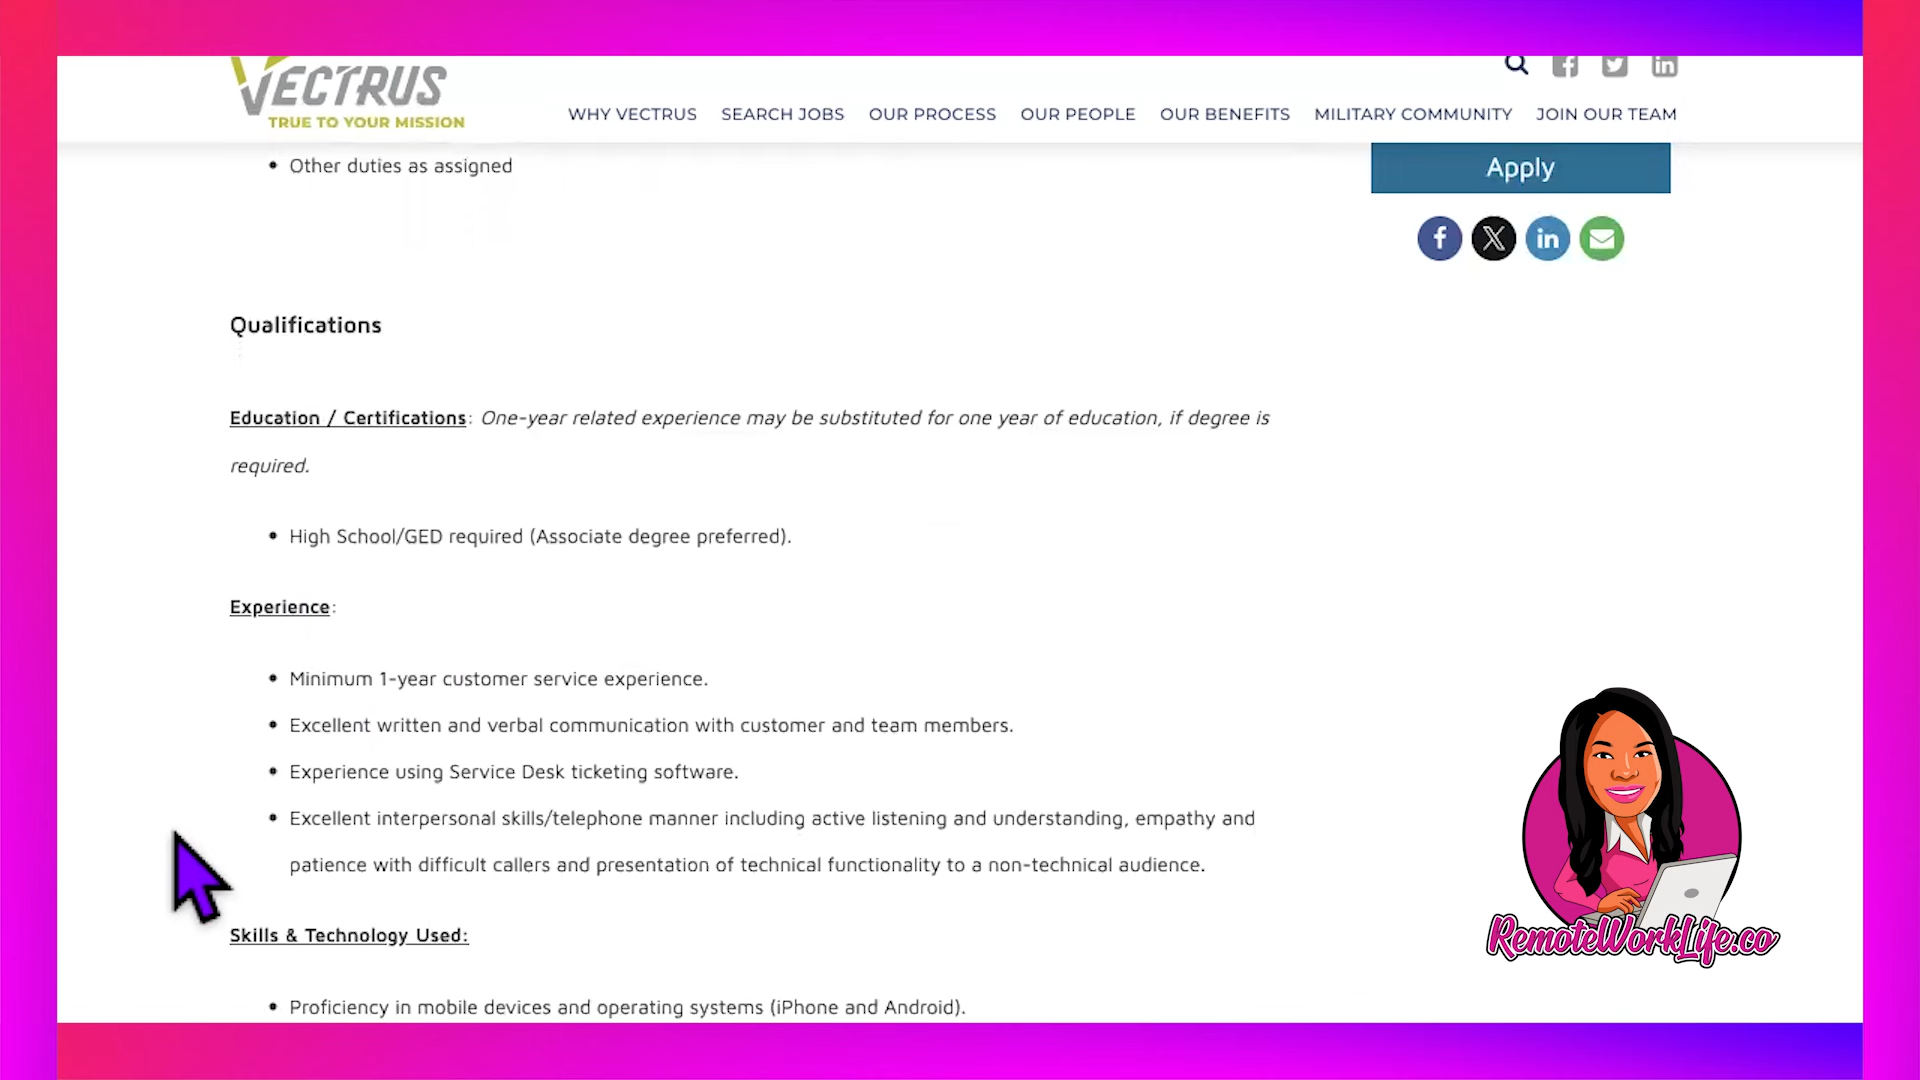 VECTRUS
TRUE TO YOUR MISSION
WHY VECTRUS SEARCH JOBS OUR PROCESS OUR PEOPLE OUR BENEFITS MILITARY COMMUNITY JOIN OUR TEAM
• Other duties as assigned
Apply
Qualifications
Education / Certifications: One-year related experience may be substituted for one year of education, if degree is
required.
• High School/GED required (Associate degree preferred).
Experience:
• Minimum 1-year customer service experience.
• Excellent written and verbal communication with customer and team members.
• Experience using Service Desk ticketing software.
• Excellent interpersonal skills/telephone manner including active listening and understanding, empathy and
patience with difficult callers and presentation of technical functionality to a non-technical audience.
Skills & Technology Used:
• Proficiency in mobile devices and operating systems (iPhone and Android).
RemoteWorkLife.co